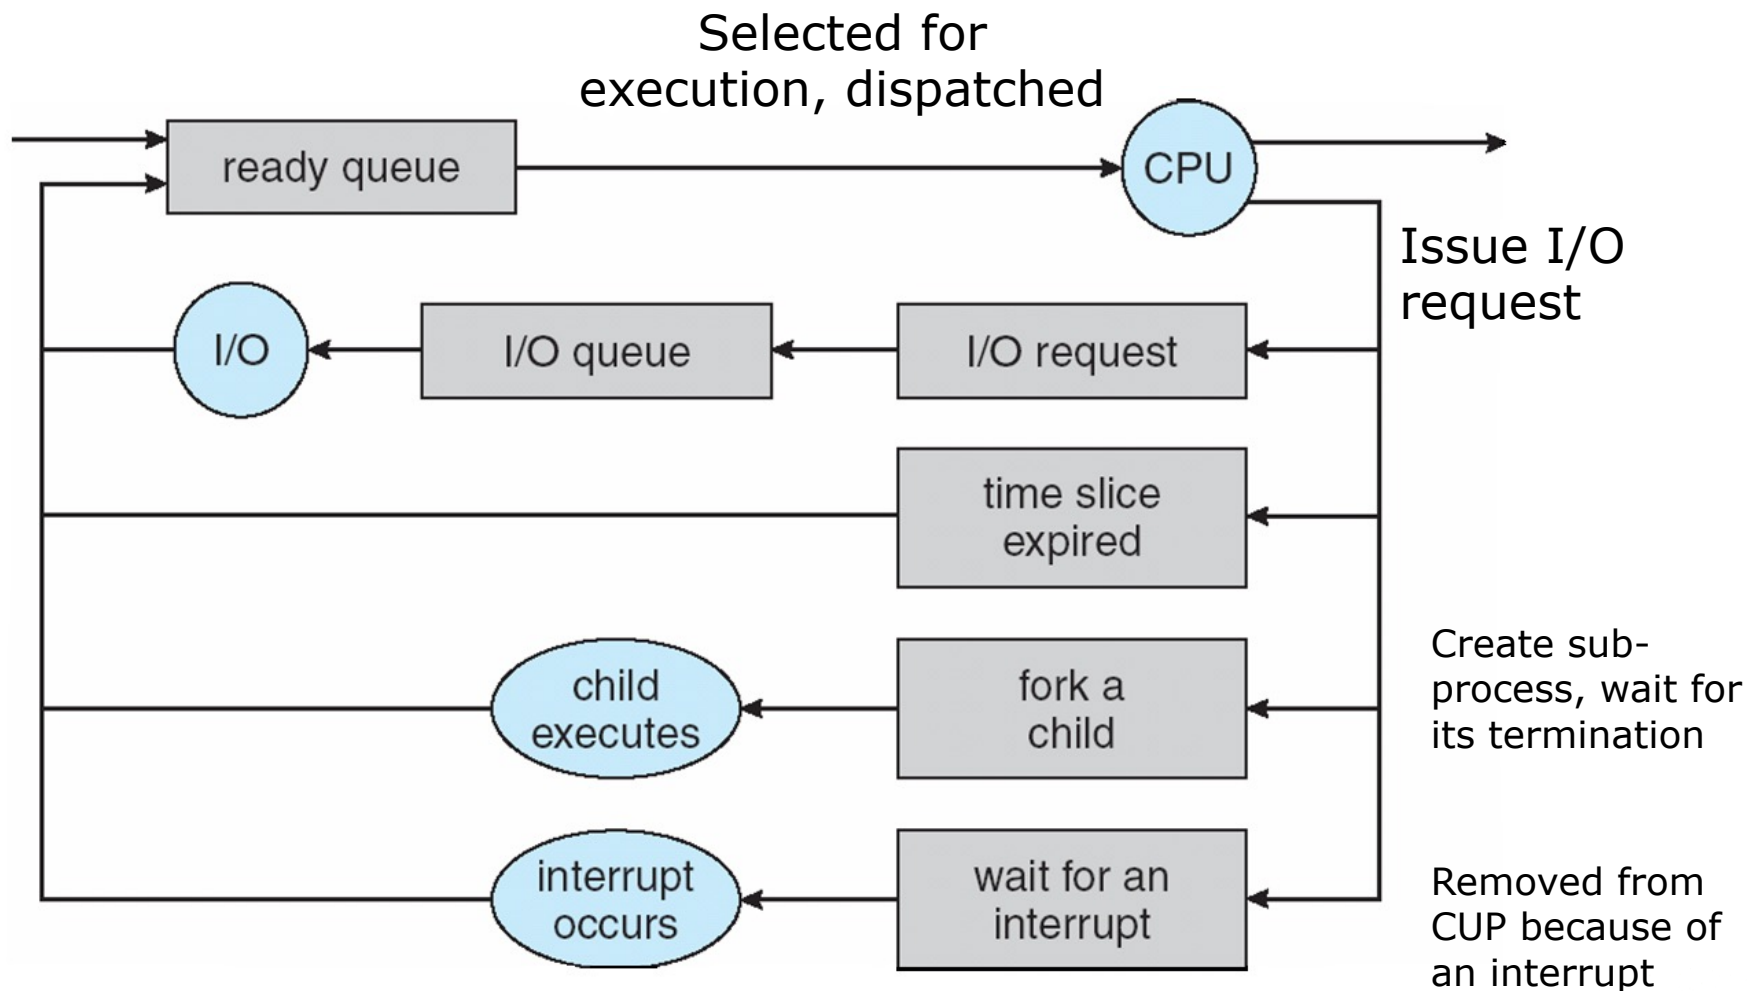 Selected for
execution, dispatched
ready queue
CPU
Issue I/O
request
I/O
I/O queue
I/O request
time slice
expired
child
executes
fork a
child
Create sub-
process, wait for
its termination
interrupt
occurs
wait for an
interrupt
Removed from
CUP because of
an interrupt